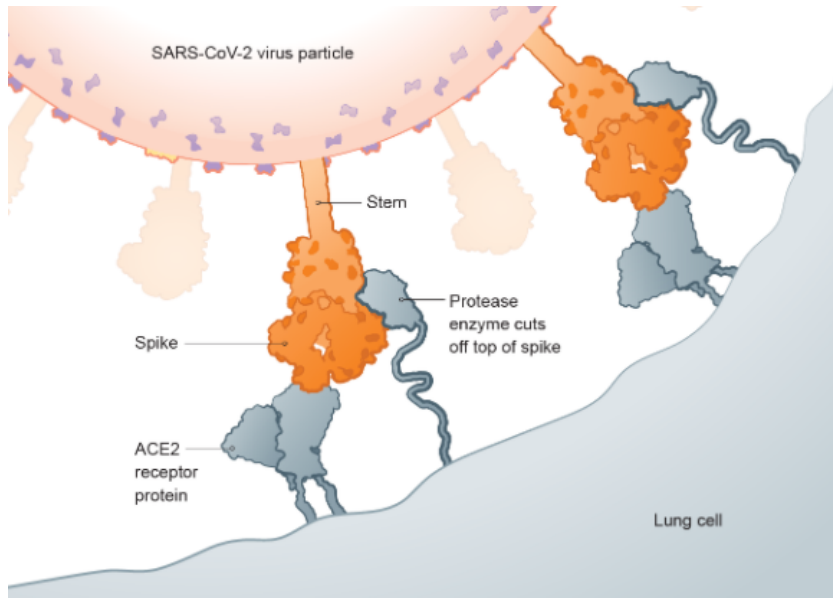 SARS-CoV-2 virus particle
Stem
Protease
enzyme cuts
off top of spike
Spike
ACE2
receptor
protein
Lung cell